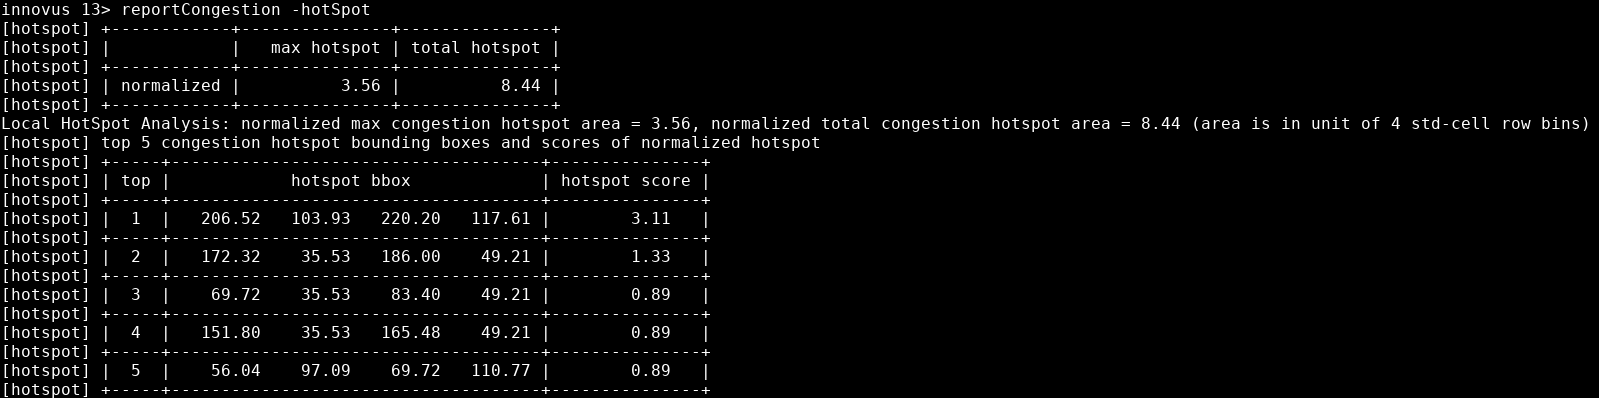 innovus 13> reportCongestion -hotSpot
[hotspot] +------------+---------------+---------------+
[hotspot] |            |   max hotspot | total hotspot |
[hotspot] +------------+---------------+---------------+
[hotspot] | normalized |          3.56 |          8.44 |
[hotspot] +------------+---------------+---------------+
Local HotSpot Analysis: normalized max congestion hotspot area = 3.56, normalized total congestion hotspot area = 8.44 (area is in unit of 4 std-cell row bins)
[hotspot] top 5 congestion hotspot bounding boxes and scores of normalized hotspot
[hotspot] +-----+-------------------------------------+---------------+
[hotspot] | top |            hotspot bbox             | hotspot score |
[hotspot] +-----+-------------------------------------+---------------+
[hotspot] |  1  |   206.52   103.93   220.20   117.61 |        3.11   |
[hotspot] +-----+-------------------------------------+---------------+
[hotspot] |  2  |   172.32    35.53   186.00    49.21 |        1.33   |
[hotspot] +-----+-------------------------------------+---------------+
[hotspot] |  3  |    69.72    35.53    83.40    49.21 |        0.89   |
[hotspot] +-----+-------------------------------------+---------------+
[hotspot] |  4  |   151.80    35.53   165.48    49.21 |        0.89   |
[hotspot] +-----+-------------------------------------+---------------+
[hotspot] |  5  |    56.04    97.09    69.72   110.77 |        0.89   |
[hotspot] +-----+-------------------------------------+---------------+